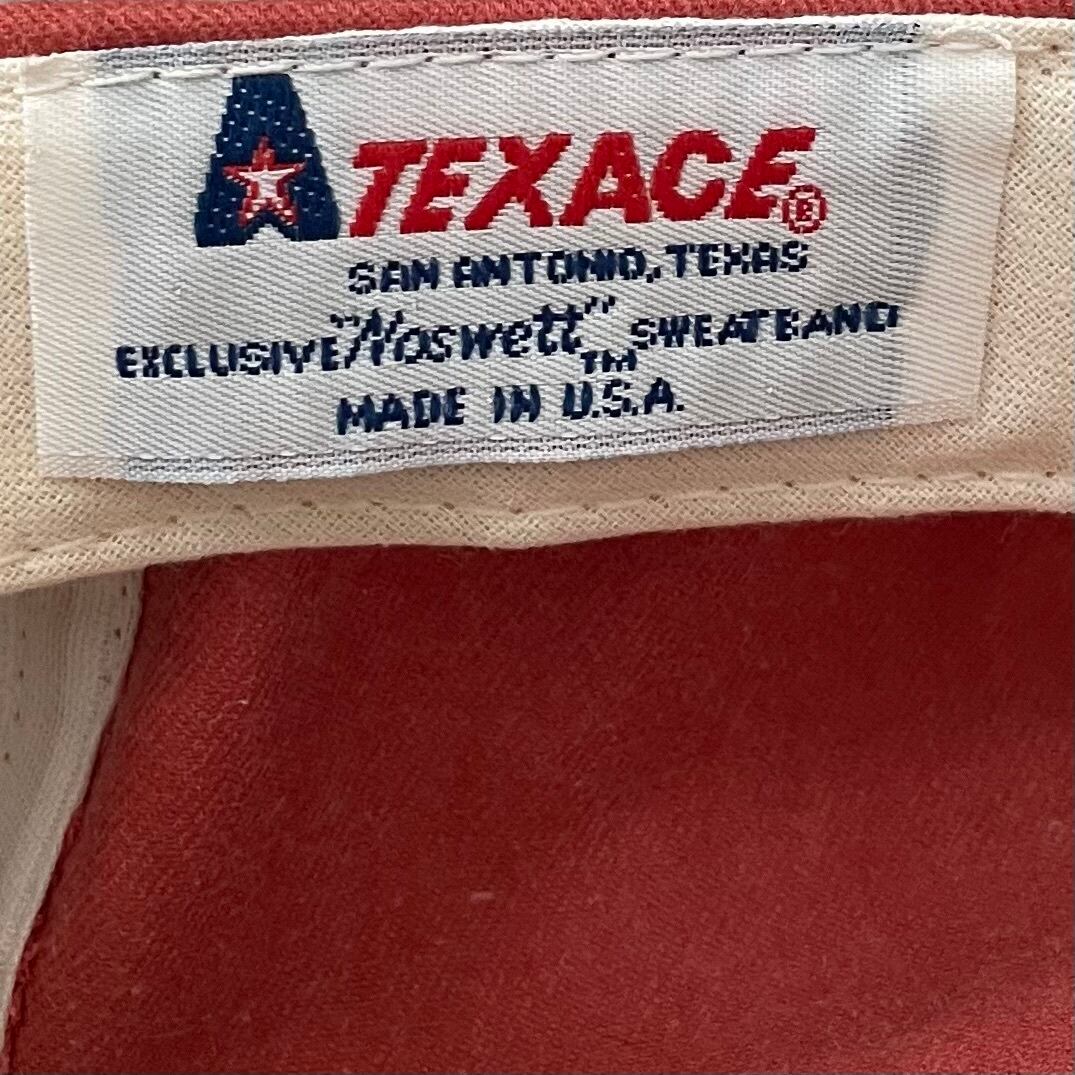 TEXACE®
SAN ANTONIO, TEXAS
EXCLUSIVE "Noswett"™ SWEATBAND
MADE IN U.S.A.